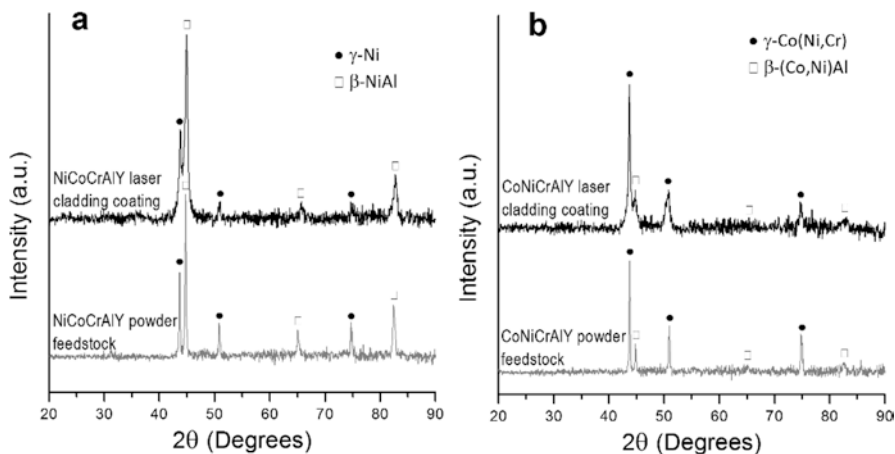 a
● γ-Ni
□ β-NiAl
NiCoCrAlY laser
cladding coating
NiCoCrAlY powder
feedstock
Intensity (a.u.)
20 30 40 50 60 70 80 90
2θ (Degrees)
b
● γ-Co(Ni,Cr)
□ β-(Co,Ni)Al
CoNiCrAlY laser
cladding coating
CoNiCrAlY powder
feedstock
Intensity (a.u.)
20 30 40 50 60 70 80 90
2θ (Degrees)